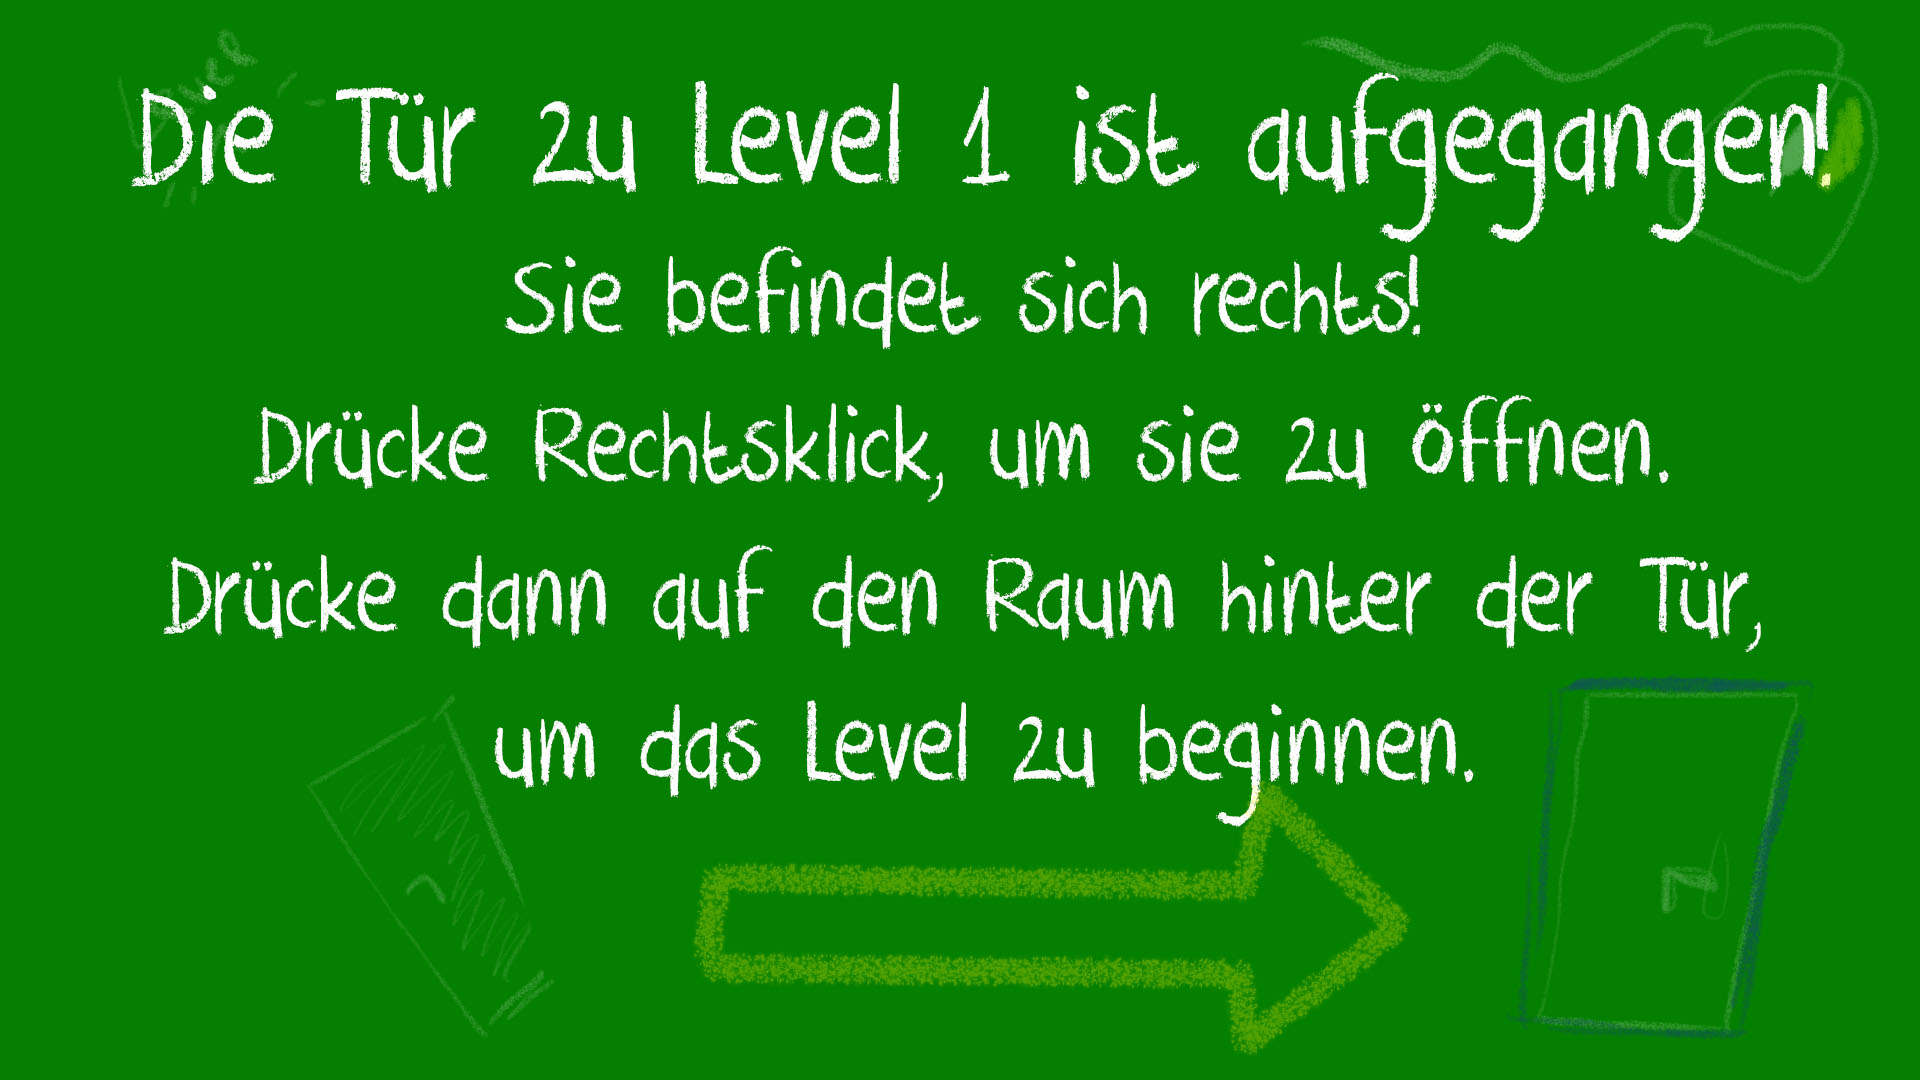 Die Tür zu Level 1 ist aufgegangen!
Sie befindet sich rechts!
Drücke Rechtsklick, um sie zu öffnen.
Drücke dann auf den Raum hinter der Tür,
um das Level zu beginnen.